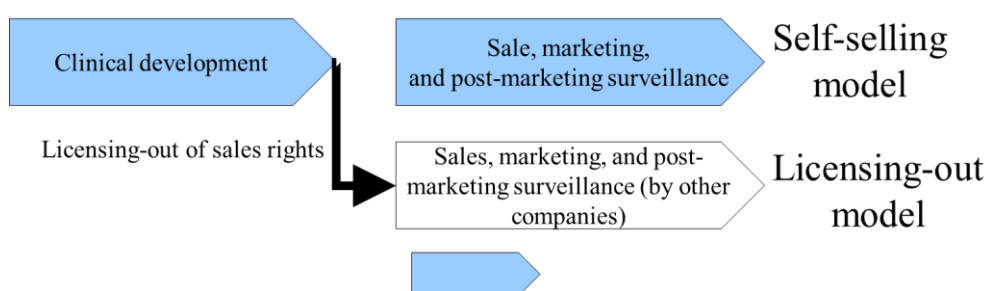 Clinical development
Sale, marketing,
and post-marketing surveillance
Self-selling
model
Licensing-out of sales rights
Sales, marketing, and post-
marketing surveillance (by other
companies)
Licensing-out
model